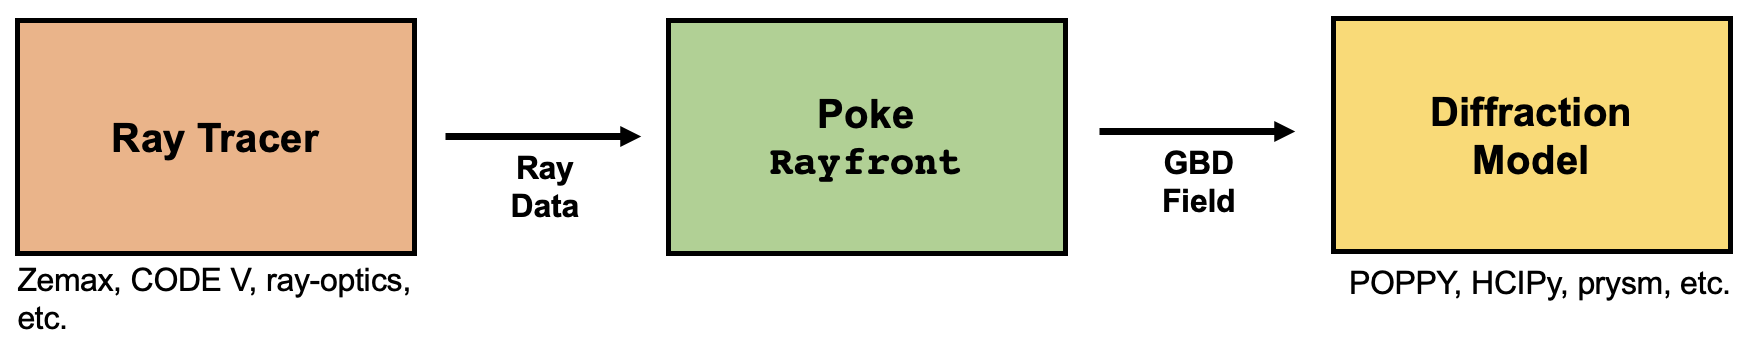 Ray Tracer
Zemax, CODE V, ray-optics,
etc.
Ray
Data
Poke
Rayfront
GBD
Field
Diffraction
Model
POPPY, HCIPy, prysm, etc.